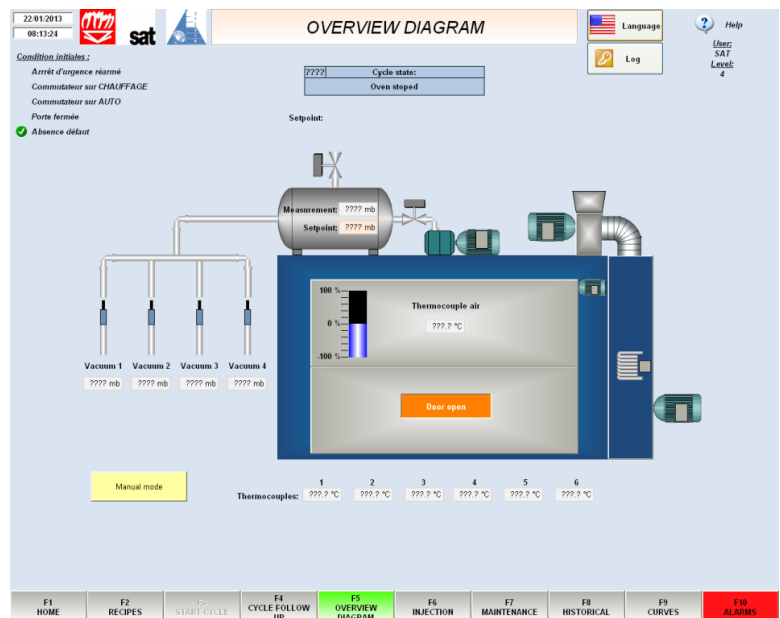 22/01/2013
08:13:24
sat
OVERVIEW DIAGRAM
Language
Log
Help
User:
SAT
Level:
4
Condition initiales :
Arrrêt d'urgence réarmé
Commutateur sur CHAUFFAGE
Commutateur sur AUTO
Porte fermée
Absence défaut
???? Cycle state:
Oven stoped
Setpoint:
Measurement: ???? mb
Setpoint: ???? mb
100 %
0 %
-100 %
Thermocouple air
???.? °C
Door open
Vacuum 1 Vacuum 2 Vacuum 3 Vacuum 4
???? mb ???? mb ???? mb ???? mb
Manual mode
1 2 3 4 5 6
Thermocouples: ???.? °C ???.? °C ???.? °C ???.? °C ???.? °C ???.? °C
F1 HOME
F2 RECIPES
F3 START CYCLE
F4 CYCLE FOLLOW UP
F5 OVERVIEW DIAGRAM
F6 INJECTION
F7 MAINTENANCE
F8 HISTORICAL
F9 CURVES
F10 ALARMS